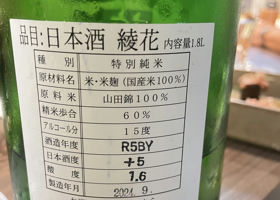 品目:日本酒 綾花 内容量1.8L
種別 特別純米
原材料名 米・米麹(国産米100%)
原料米 山田錦100%
精米歩合 60%
アルコール分 15度
酒造年度 R5BY
日本酒度 +5
酸度 1.6
製造年月 2024.9.